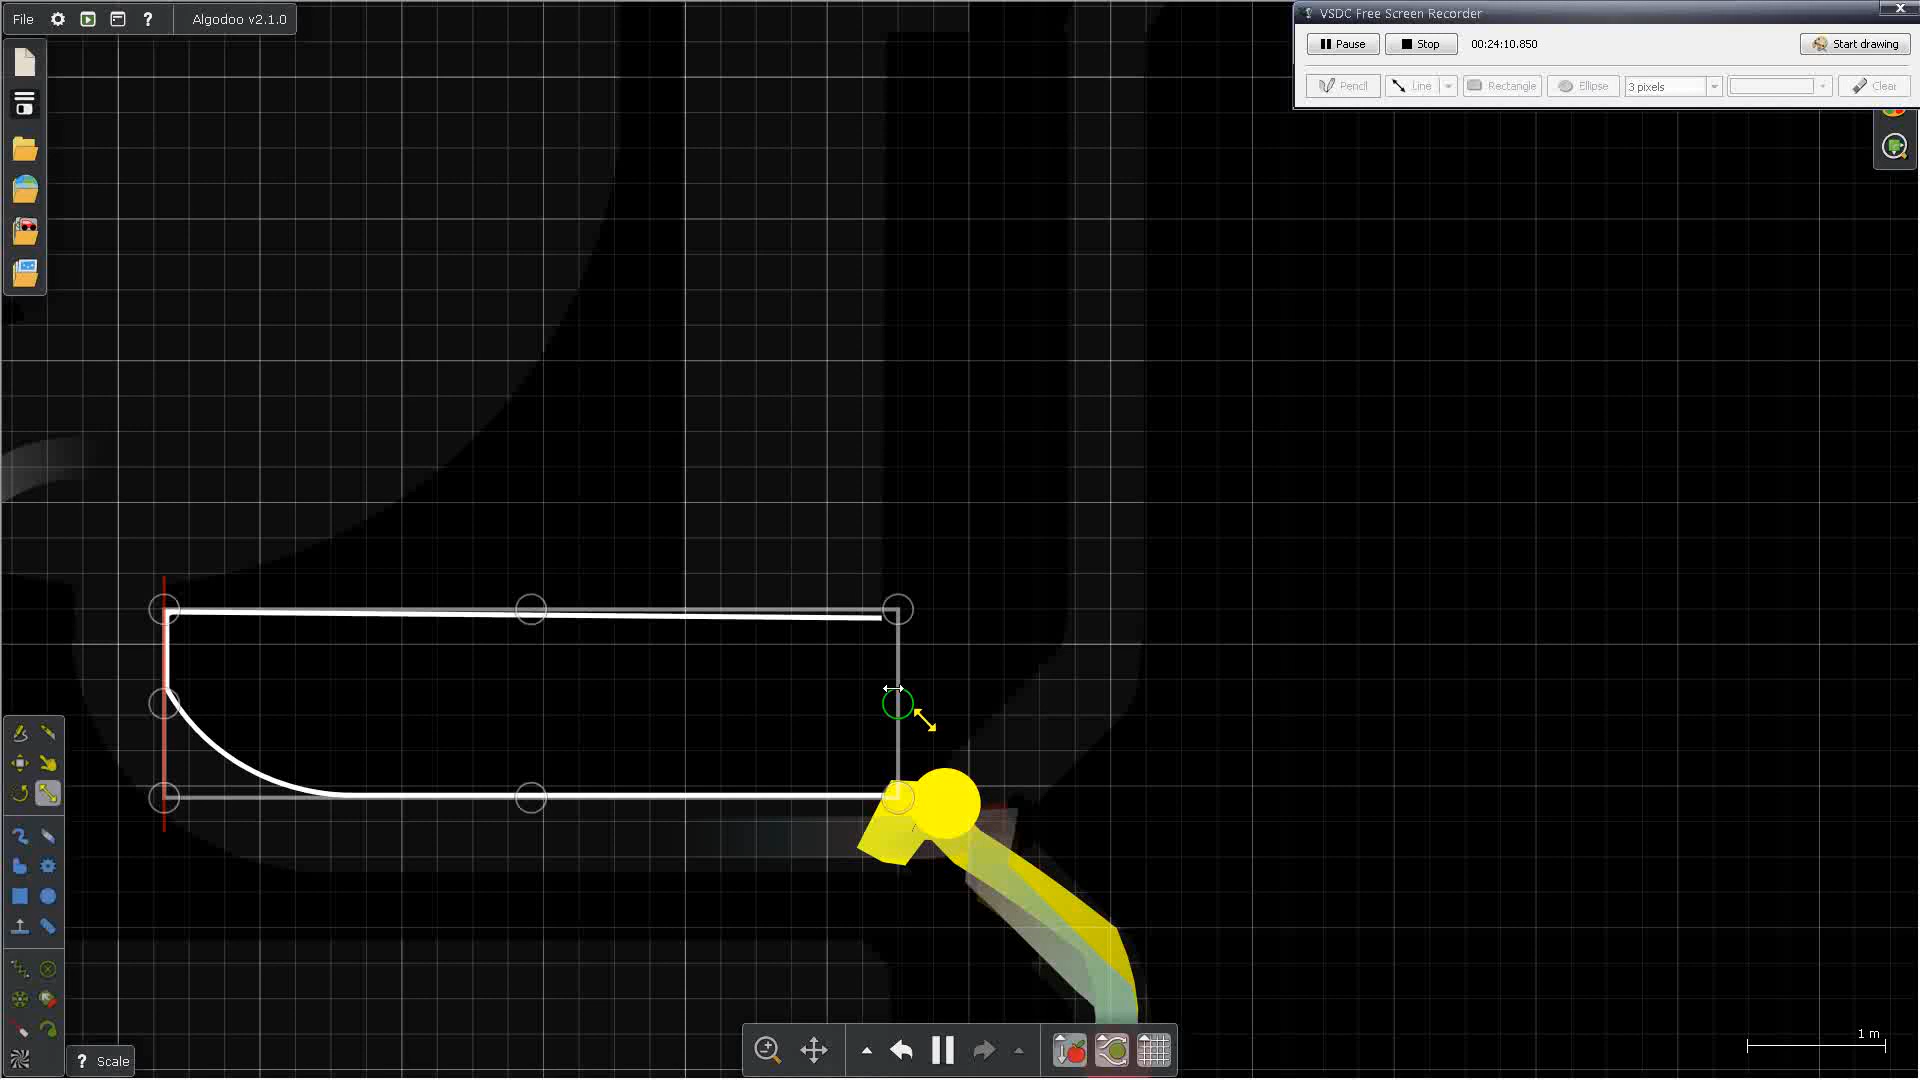 File
?
Algodoo v2.1.0
VSDC Free Screen Recorder
Pause
Stop
00:24:10.850
Start drawing
Pencil
Line
Rectangle
Ellipse
3 pixels
Clear
? Scale
1 m